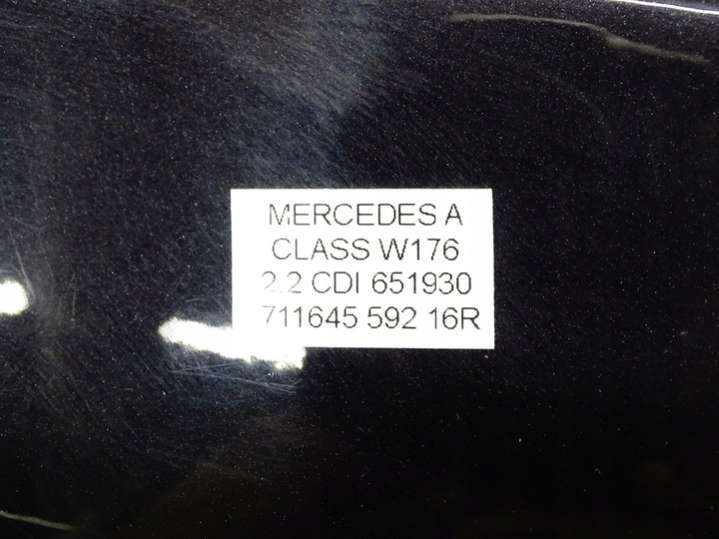 MERCEDES A
CLASS W176
2.2 CDI 651930
711645 592 16R